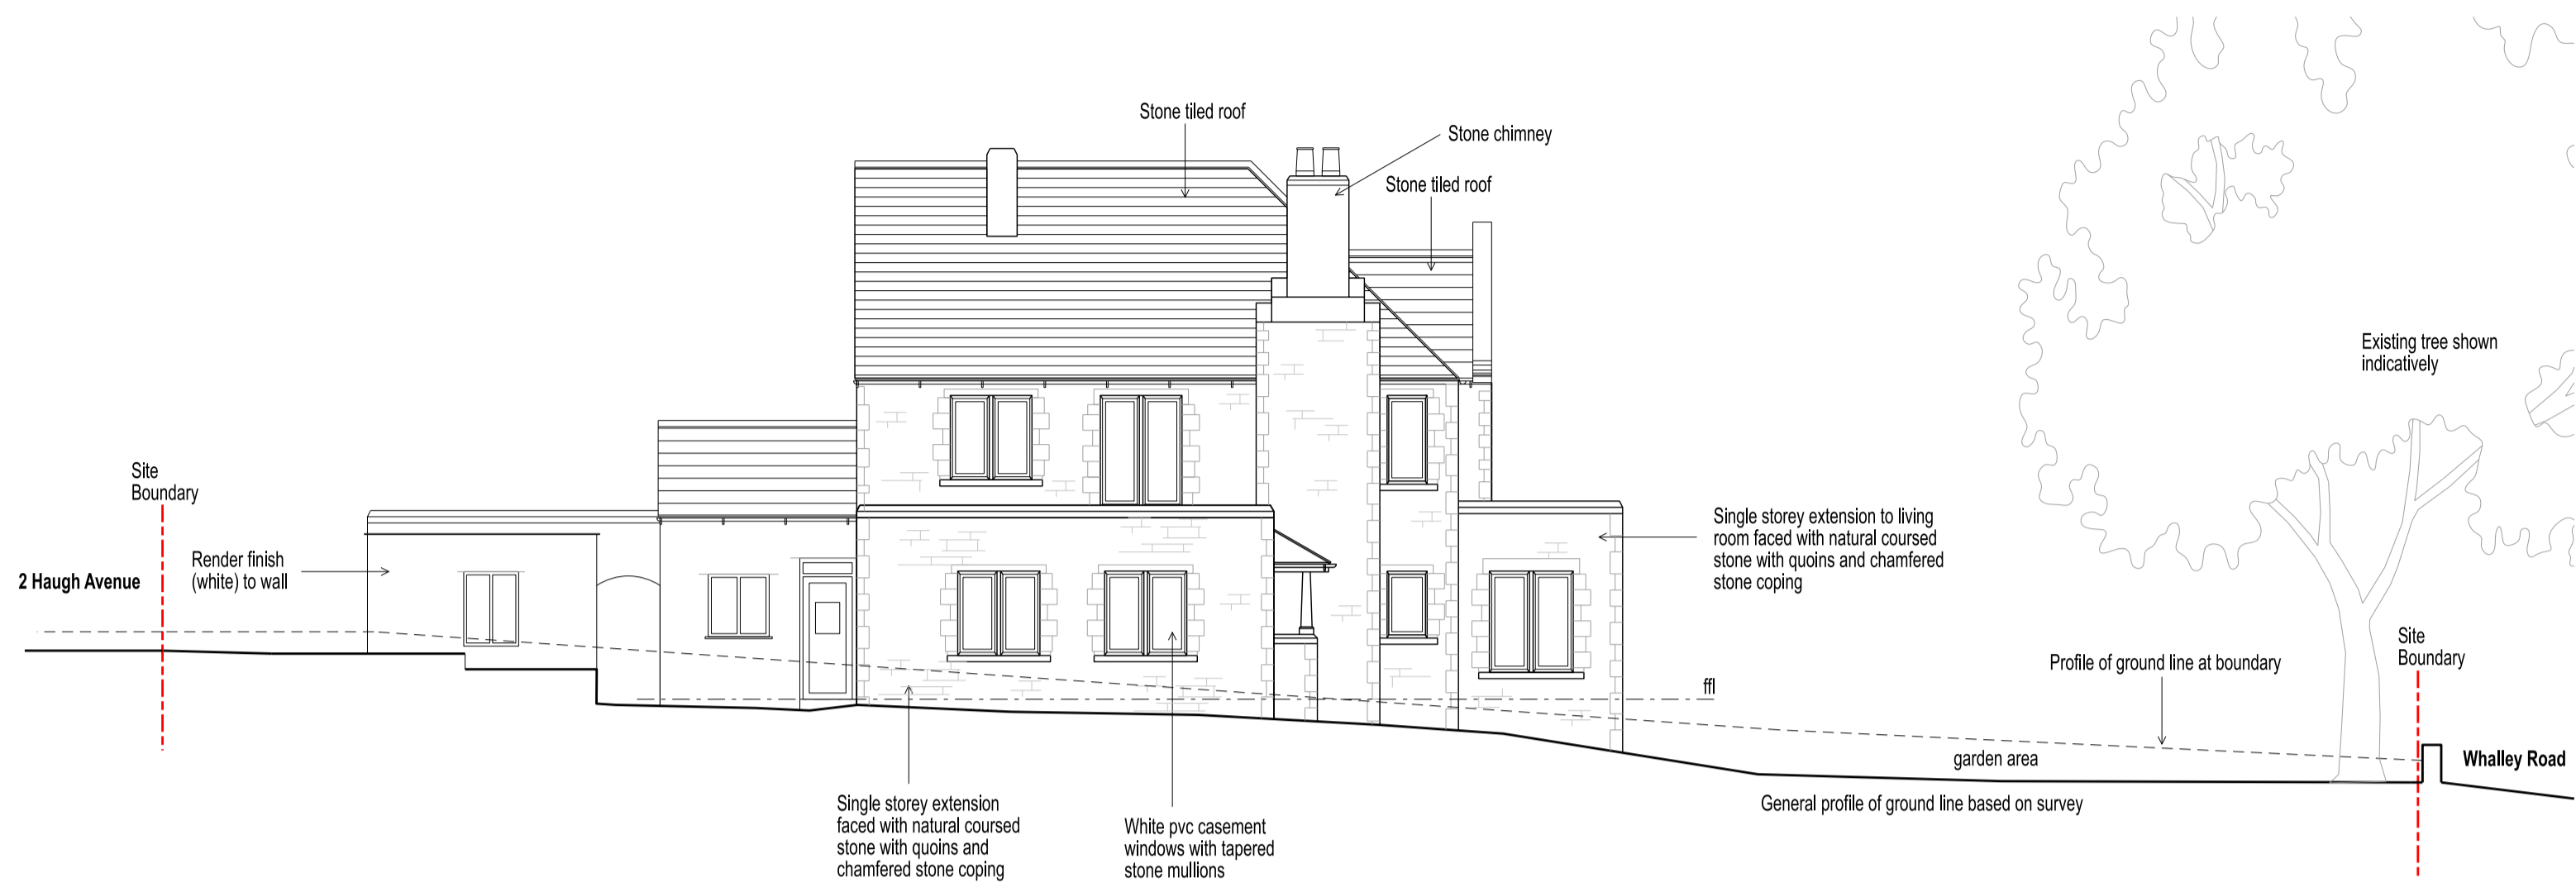 Stone tiled roof
Stone chimney
Stone tiled roof
Existing tree shown
indicatively
Site
Boundary
2 Haugh Avenue
Render finish
(white) to wall
Single storey extension to living
room faced with natural coursed
stone with quoins and chamfered
stone coping
Site
Boundary
Profile of ground line at boundary
ffl
garden area
Whalley Road
General profile of ground line based on survey
Single storey extension
faced with natural coursed
stone with quoins and
chamfered stone coping
White pvc casement
windows with tapered
stone mullions